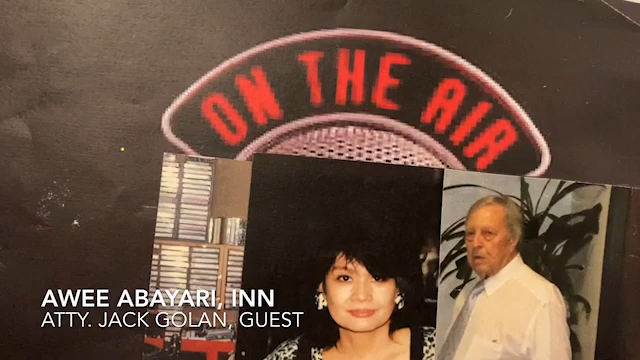 ON THE AIR
AWEE ABAYARI, INN
ATTY. JACK GOLAN, GUEST